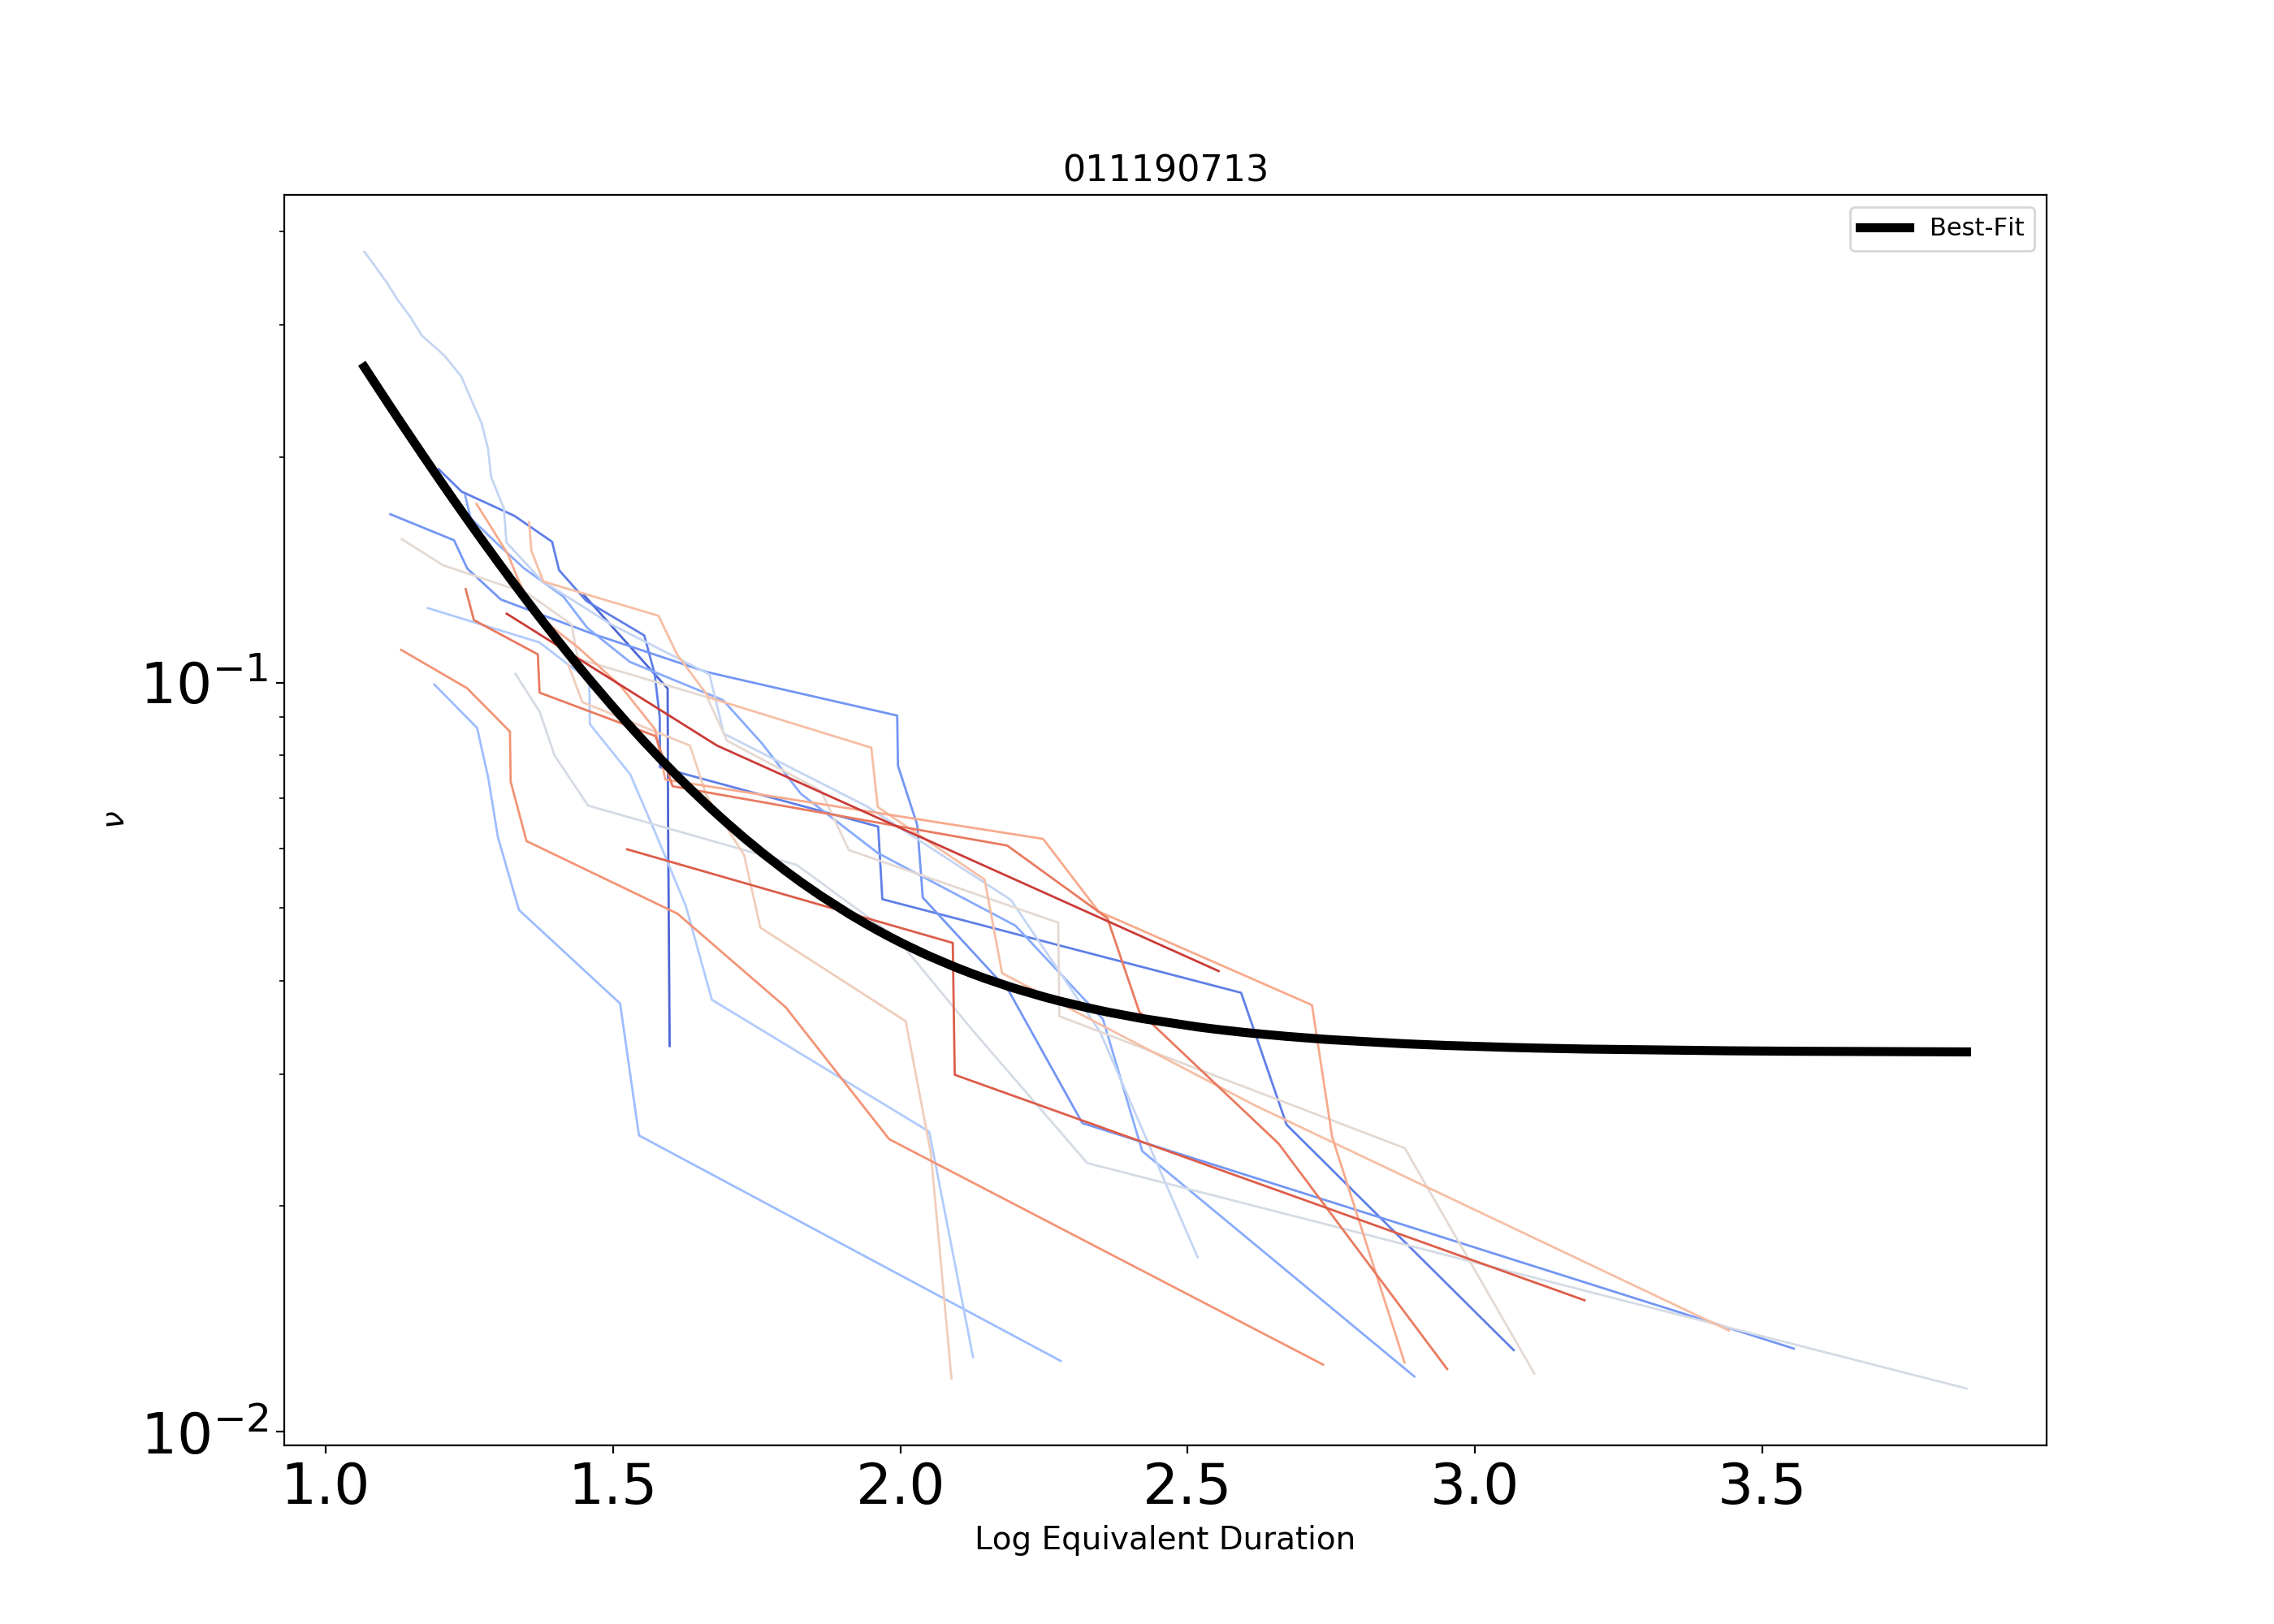 011190713
Best-Fit
10⁻¹
ν
10⁻²
1.0 1.5 2.0 2.5 3.0 3.5
Log Equivalent Duration